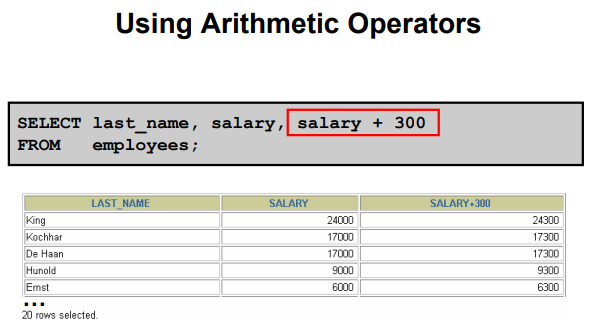 Using Arithmetic Operators
SELECT last_name, salary, salary + 300
FROM employees;
LAST_NAME SALARY SALARY+300
King 24000 24300
Kochhar 17000 17300
De Haan 17000 17300
Hunold 9000 9300
Ernst 6000 6300
...
20 rows selected.